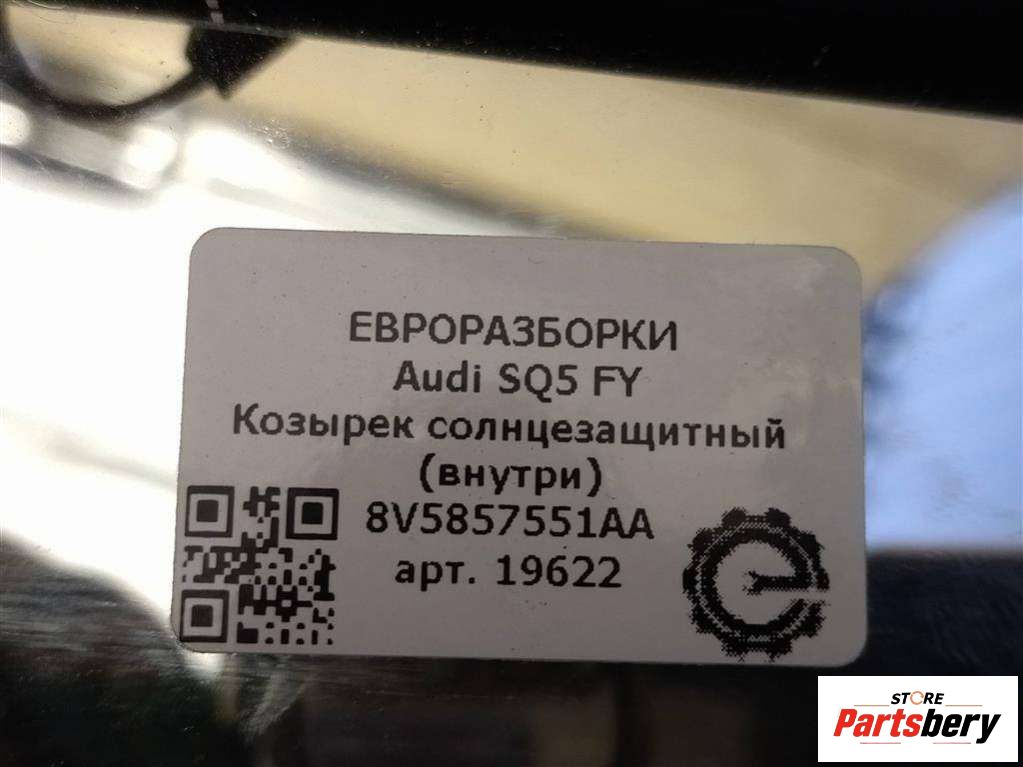 ЕВРОРАЗБОРКИ
Audi SQ5 FY
Козырек солнцезащитный
(внутри)
8V5857551AA
арт. 19622
STORE
Partsbery